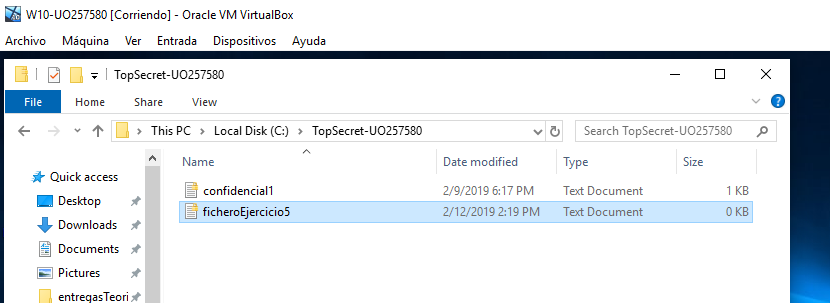 W10-UO257580 [Corriendo] - Oracle VM VirtualBox
Archivo Máquina Ver Entrada Dispositivos Ayuda
TopSecret-UO257580
File Home Share View
This PC Local Disk (C:) TopSecret-UO257580 Search TopSecret-UO257580
Name Date modified Type Size
Quick access
confidencial1 2/9/2019 6:17 PM Text Document 1 KB
Desktop
ficheroEjercicio5 2/12/2019 2:19 PM Text Document 0 KB
Downloads
Documents
Pictures
entregasTeori